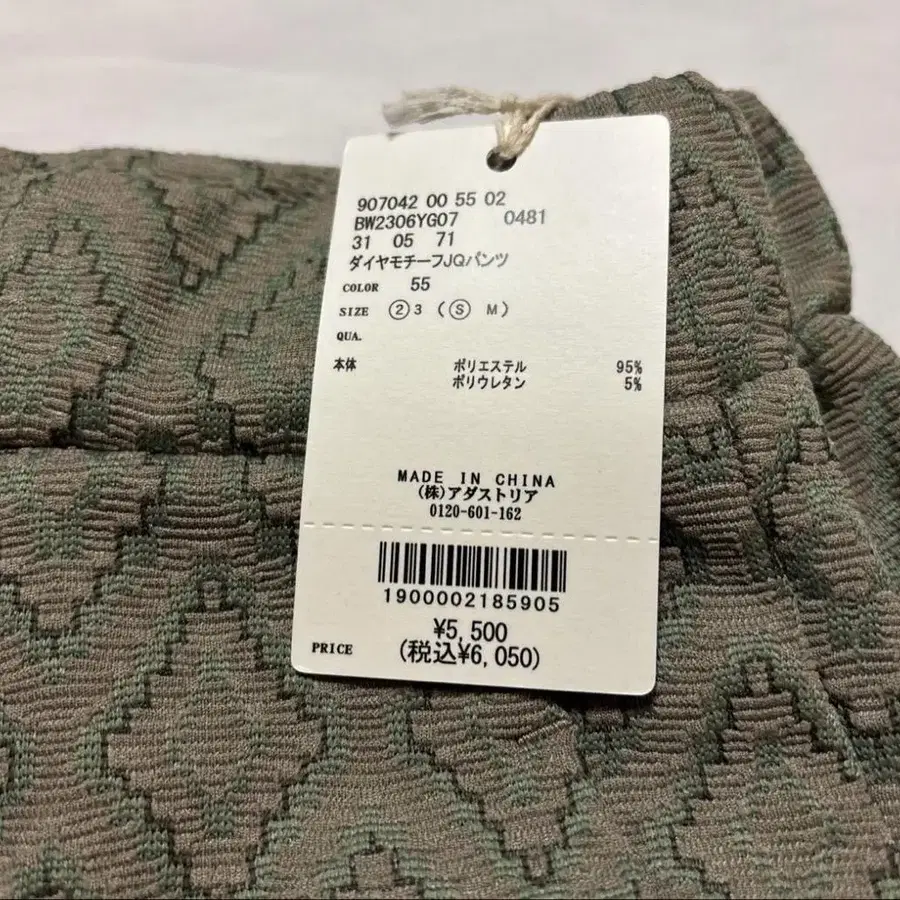 907042 00 55 02
BW2306YG07 0481
31 05 71
ダイヤモチーフJQパンツ
COLOR 55
SIZE ②3 (Ⓢ M)
QUA.
本体 ポリエステル 95%
ポリウレタン 5%
MADE IN CHINA
(株)アダストリア
0120-601-162
1900002185905
¥5,500
PRICE (税込¥6,050)